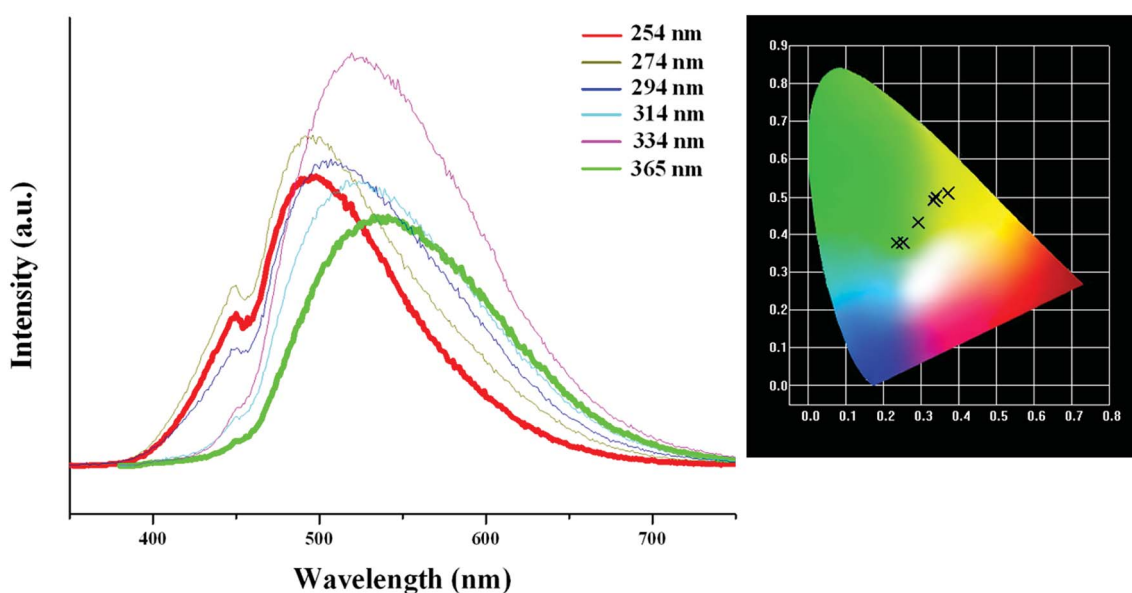 Intensity (a.u.)
254 nm
274 nm
294 nm
314 nm
334 nm
365 nm
400 500 600 700
Wavelength (nm)
0.9
0.8
0.7
0.6
0.5
0.4
0.3
0.2
0.1
0.0
0.0 0.1 0.2 0.3 0.4 0.5 0.6 0.7 0.8